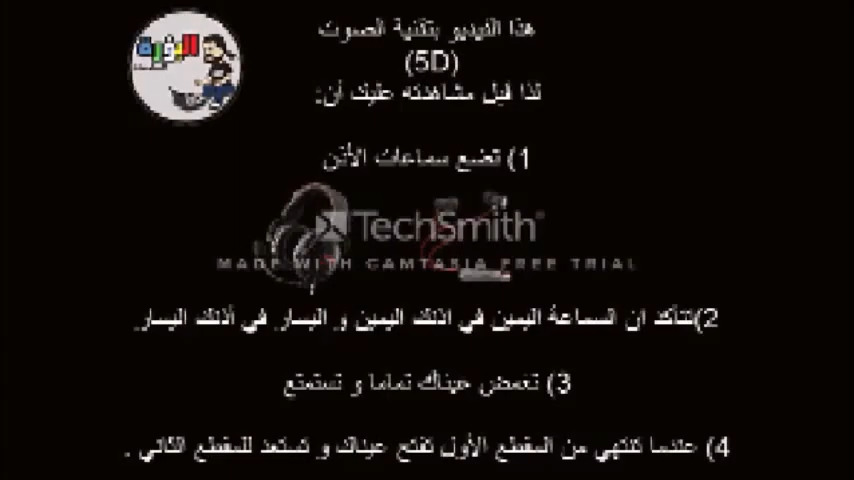 البؤرة
هذا الفيديو بتقنية الصوت
(5D)
لذا قبل مشاهدته عليك أن:
1) تضع سماعات الأذن
TechSmith
MADE WITH CAMTASIA FREE TRIAL
2)تتأكد ان السماعة اليمين في اذنك اليمين و اليسار في أذنك اليسار.
3) تغمض عيناك تماما و تستمتع
4) عندما تنتهي من المقطع الأول تفتح عيناك و تستعد للمقطع الثاني .